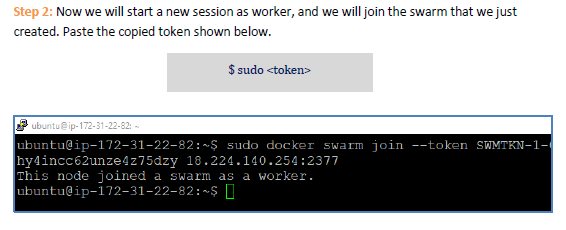 Step 2: Now we will start a new session as worker, and we will join the swarm that we just
created. Paste the copied token shown below.
$ sudo <token>
ubuntu@ip-172-31-22-82: ~
ubuntu@ip-172-31-22-82:~$ sudo docker swarm join --token SWMTKN-1-
hy4incc62unze4z75dzy 18.224.140.254:2377
This node joined a swarm as a worker.
ubuntu@ip-172-31-22-82:~$